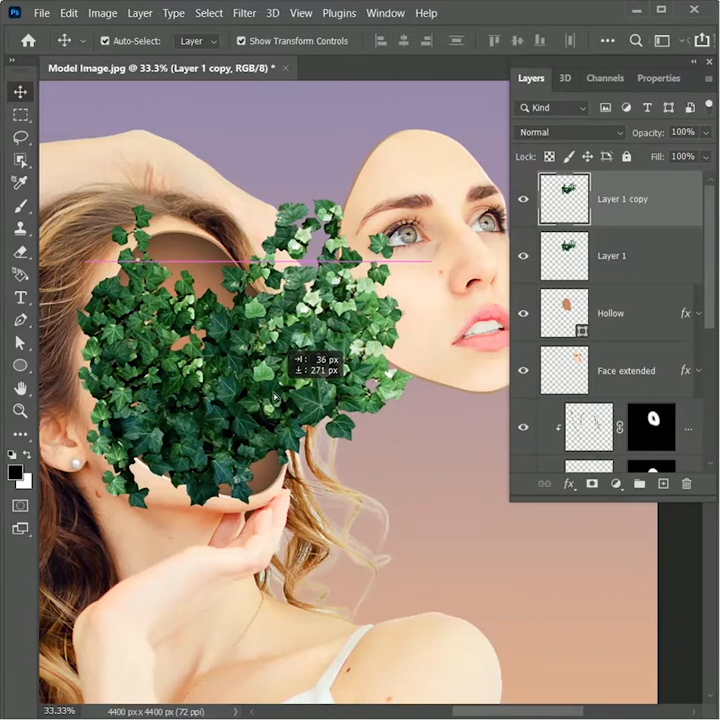 Ps File Edit Image Layer Type Select Filter 3D View Plugins Window Help
Auto-Select: Layer Show Transform Controls
Model Image.jpg @ 33.3% (Layer 1 copy, RGB/8) *
Layers 3D Channels Properties
Kind
Normal Opacity: 100%
Lock: Fill: 100%
Layer 1 copy
Layer 1
Hollow fx
Face extended fx
fx
36 px
271 px
33.33% 4400 px x 4400 px (72 ppi)